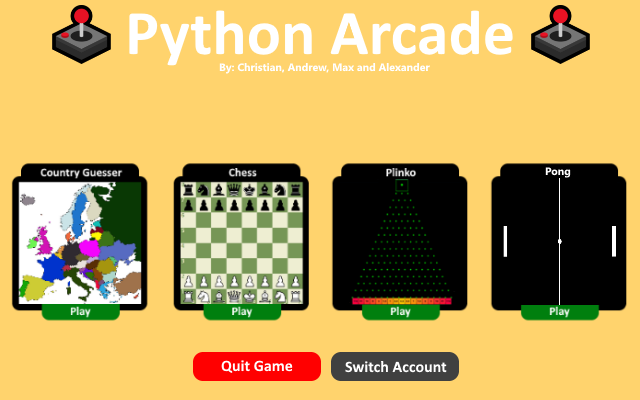 Python Arcade
By: Christian, Andrew, Max and Alexander
Country Guesser
Chess
Plinko
Pong
Play
Play
Play
Play
Quit Game
Switch Account